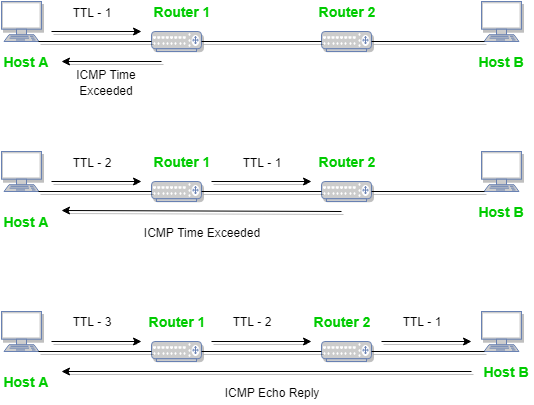 TTL - 1 Router 1 Router 2
Host A Host B
ICMP Time
Exceeded
TTL - 2 Router 1 TTL - 1 Router 2
Host A Host B
ICMP Time Exceeded
TTL - 3 Router 1 TTL - 2 Router 2 TTL - 1
Host A Host B
ICMP Echo Reply